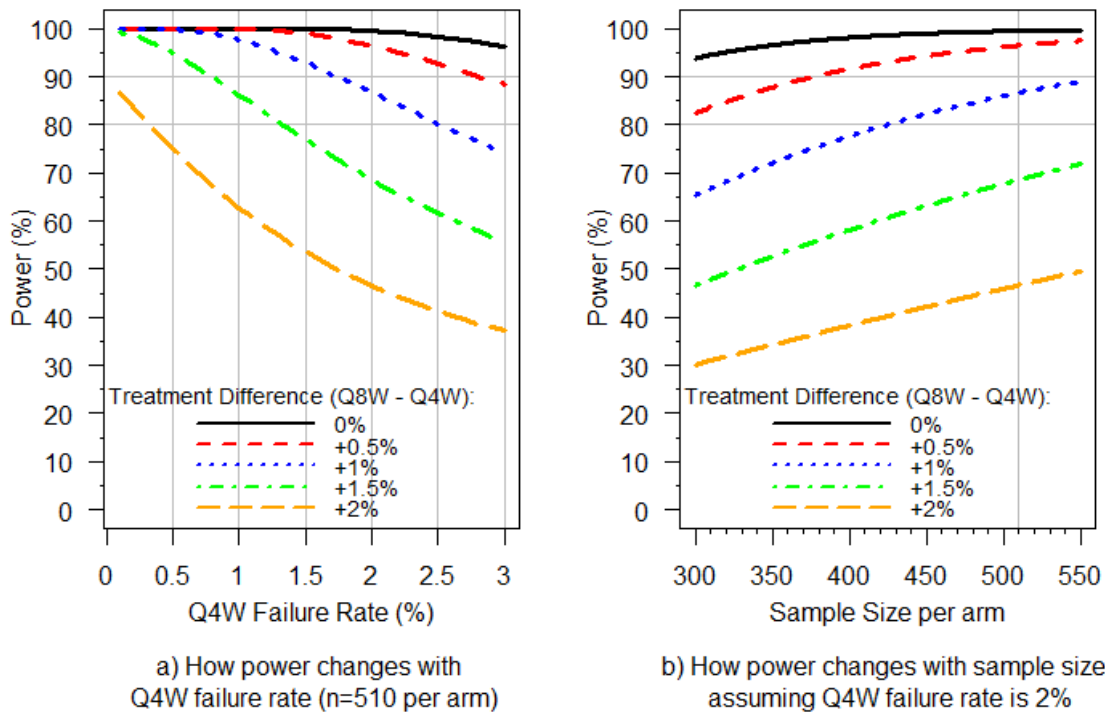 100
90
80
70
60
50
40
30
20
10
0
Power (%)
Treatment Difference (Q8W - Q4W):
0%
+0.5%
+1%
+1.5%
+2%
0 0.5 1 1.5 2 2.5 3
Q4W Failure Rate (%)
a) How power changes with
Q4W failure rate (n=510 per arm)
100
90
80
70
60
50
40
30
20
10
0
Power (%)
Treatment Difference (Q8W - Q4W):
0%
+0.5%
+1%
+1.5%
+2%
300 350 400 450 500 550
Sample Size per arm
b) How power changes with sample size
assuming Q4W failure rate is 2%